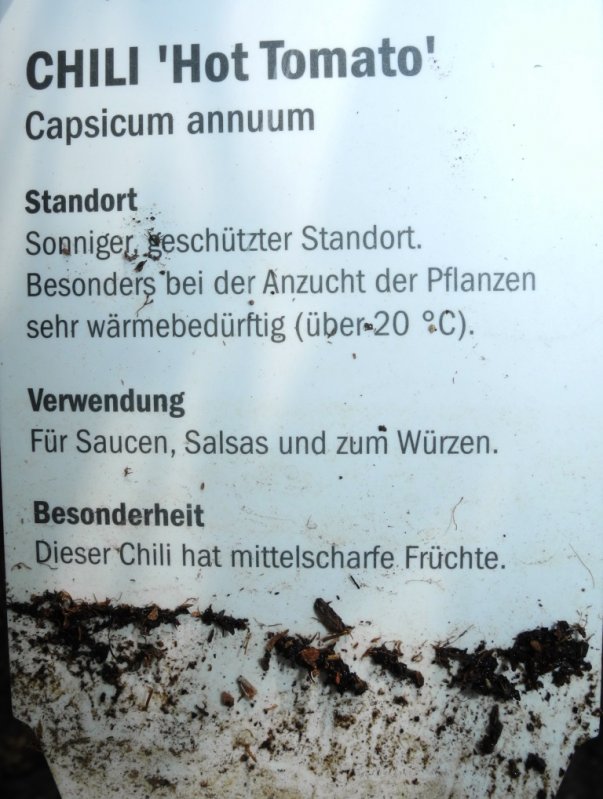 CHILI 'Hot Tomato'
Capsicum annuum
Standort
Sonniger, geschützter Standort.
Besonders bei der Anzucht der Pflanzen
sehr wärmebedürftig (über 20 °C).
Verwendung
Für Saucen, Salsas und zum Würzen.
Besonderheit
Dieser Chili hat mittelscharfe Früchte.